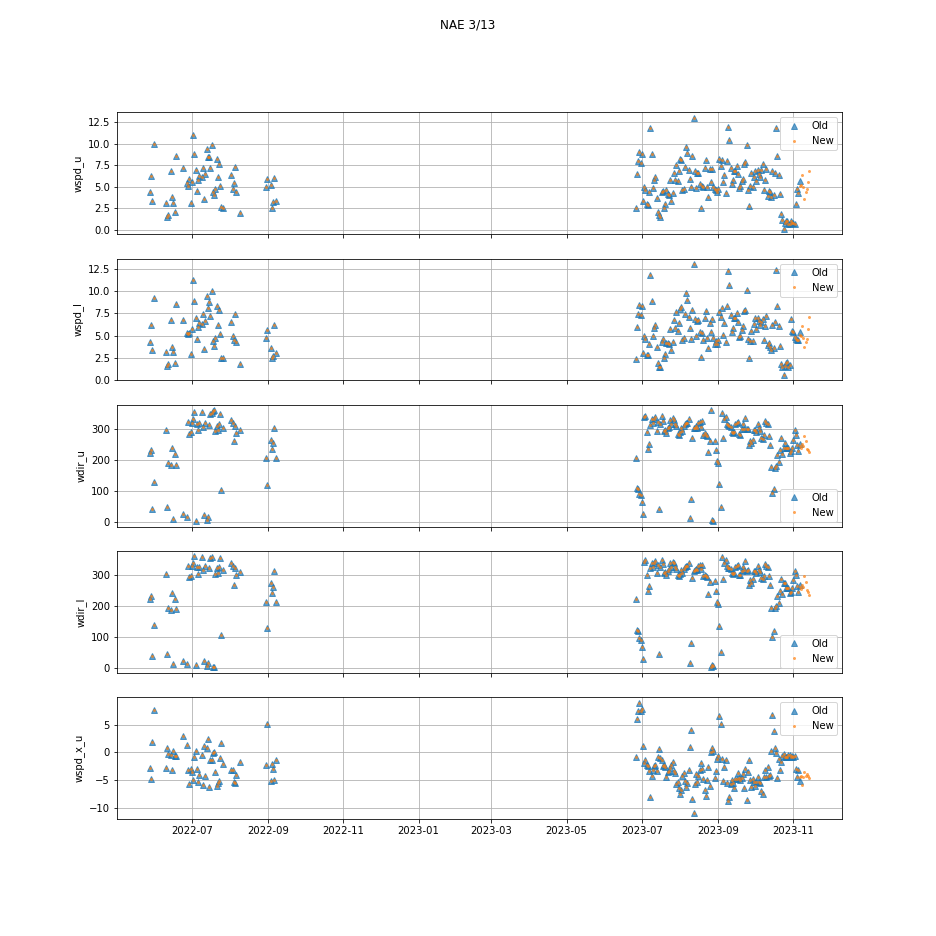 NAE 3/13
12.5
10.0
7.5
5.0
2.5
0.0
wspd_u
Old
New
12.5
10.0
7.5
5.0
2.5
0.0
wspd_l
Old
New
300
200
100
0
wdir_u
Old
New
300
200
100
0
wdir_l
Old
New
5
0
−5
−10
wspd_x_u
Old
New
2022-07
2022-09
2022-11
2023-01
2023-03
2023-05
2023-07
2023-09
2023-11